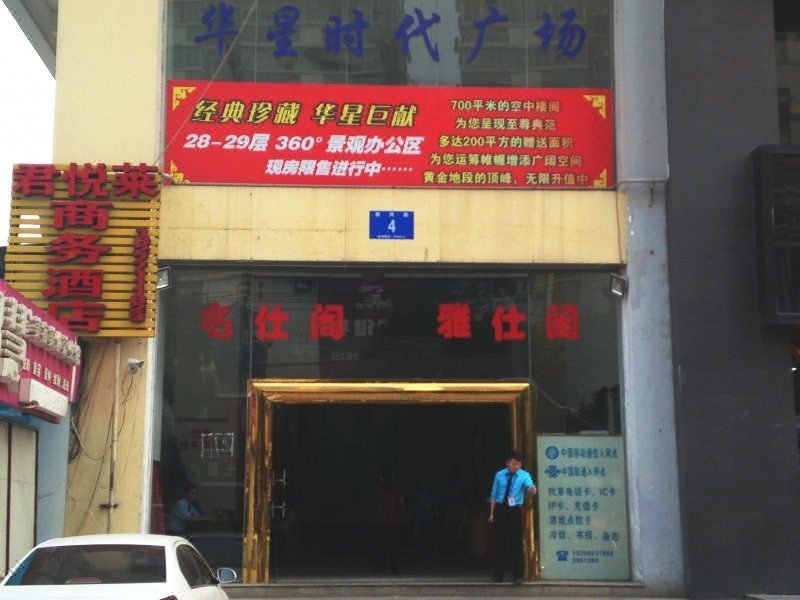 华星时代广场
经典珍藏 华星巨献
28-29层 360°景观办公区
现房限售进行中······
700平米的空中楼阁
为您呈现至尊典范
多达200平方的赠送面积
为您运筹帷幄增添广阔空间
黄金地段的顶峰，无限升值中
4
君悦莱
商务酒店
名仕阁 雅仕阁
中国移动通信入网点
中国联通入网点
批发电话卡、IC卡
IP卡、充值卡
游戏点数卡
冷饮、书报、杂志